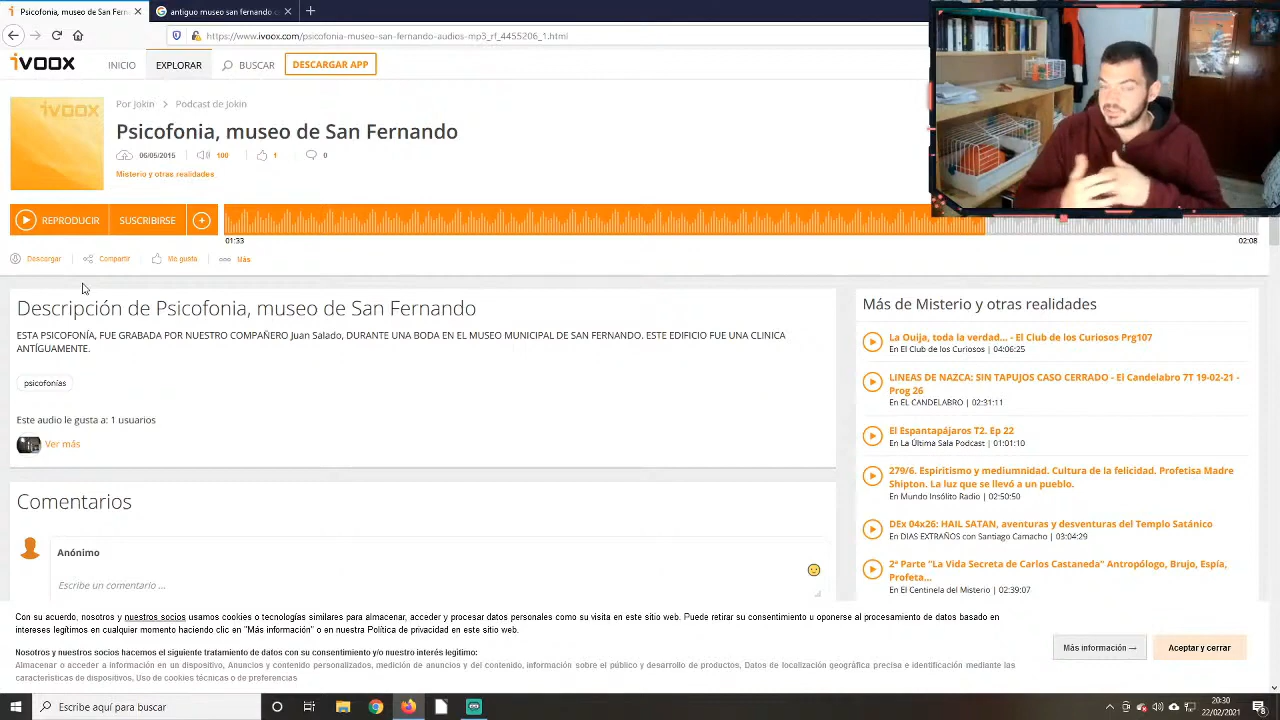 Psicofonia, museo de San Fern
antiguo museo san fernando c
https://www.ivoox.com/psicofonia-museo-san-fernando-audios-mp3_rf_4455206_1.html
ivoox
INICIO
EXPLORAR
BUSCAR
DESCARGAR APP
ivoox
Por Jokin > Podcast de Jokin
Psicofonia, museo de San Fernando
06/05/2015 100 1 0
Misterio y otras realidades
REPRODUCIR
SUSCRIBIRSE
01:33
02:08
Descargar
Compartir
Me gusta
Más
Descripción de Psicofonia, museo de San Fernando
ESTA PSICOFONÍA, FUE GRABADA POR NUESTRO COMPAÑERO Juan Salado, DURANTE UNA BODA EN EL MUSEO MUNICIPAL DE SAN FERNANDO. ESTE EDIFICIO FUE UNA CLINICA
ANTÍGUAMENTE.
psicofonías
Este audio le gusta a: 1 usuarios
Ver más
Comentarios
Anónimo
Escribe un comentario ...
Más de Misterio y otras realidades
La Ouija, toda la verdad... - El Club de los Curiosos Prg107
En El Club de los Curiosos | 04:06:25
LINEAS DE NAZCA: SIN TAPUJOS CASO CERRADO - El Candelabro 7T 19-02-21 -
Prog 26
En EL CANDELABRO | 02:31:11
El Espantapájaros T2. Ep 22
En La Última Sala Podcast | 01:01:10
279/6. Espiritismo y mediumnidad. Cultura de la felicidad. Profetisa Madre
Shipton. La luz que se llevó a un pueblo.
En Mundo Insólito Radio | 02:50:50
DEx 04x26: HAIL SATAN, aventuras y desventuras del Templo Satánico
En DIAS EXTRAÑOS con Santiago Camacho | 03:04:29
2ª Parte "La Vida Secreta de Carlos Castaneda" Antropólogo, Brujo, Espía,
Profeta...
En El Centinela del Misterio | 02:39:07
Con su acuerdo, nosotros y nuestros socios usamos cookies o tecnologías similares para almacenar, acceder y procesar datos personales como su visita en este sitio web. Puede retirar su consentimiento u oponerse al procesamiento de datos basado en
intereses legítimos en cualquier momento haciendo clic en "Más información" o en nuestra Política de privacidad en este sitio web.
Nosotros y nuestros socios hacemos el siguiente tratamiento de datos con su consentimiento y/o nuestro interés legítimo:
Almacenar o acceder a información en un dispositivo, Anuncios y contenido personalizados, medición de anuncios y del contenido, información sobre el público y desarrollo de productos, Datos de localización geográfica precisa e identificación mediante las
características de dispositivos, Uso de cookies técnicas o de preferencias
Más información →
Aceptar y cerrar
Escribe aquí para buscar
20:30
22/02/2021
8